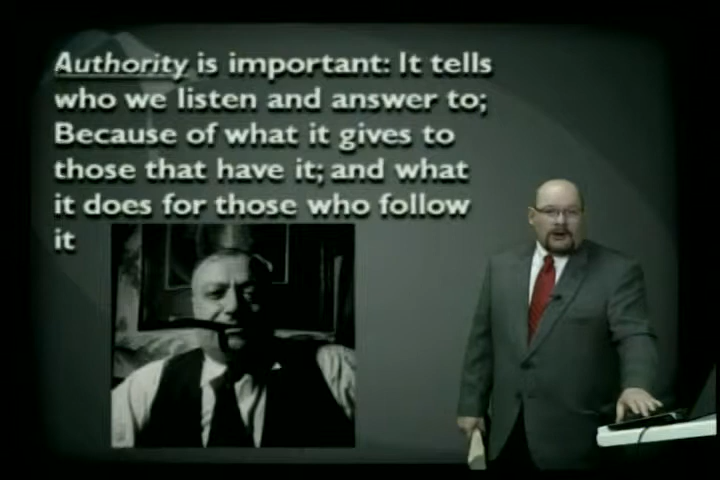 Authority is important: It tells
who we listen and answer to;
Because of what it gives to
those that have it; and what
it does for those who follow
it